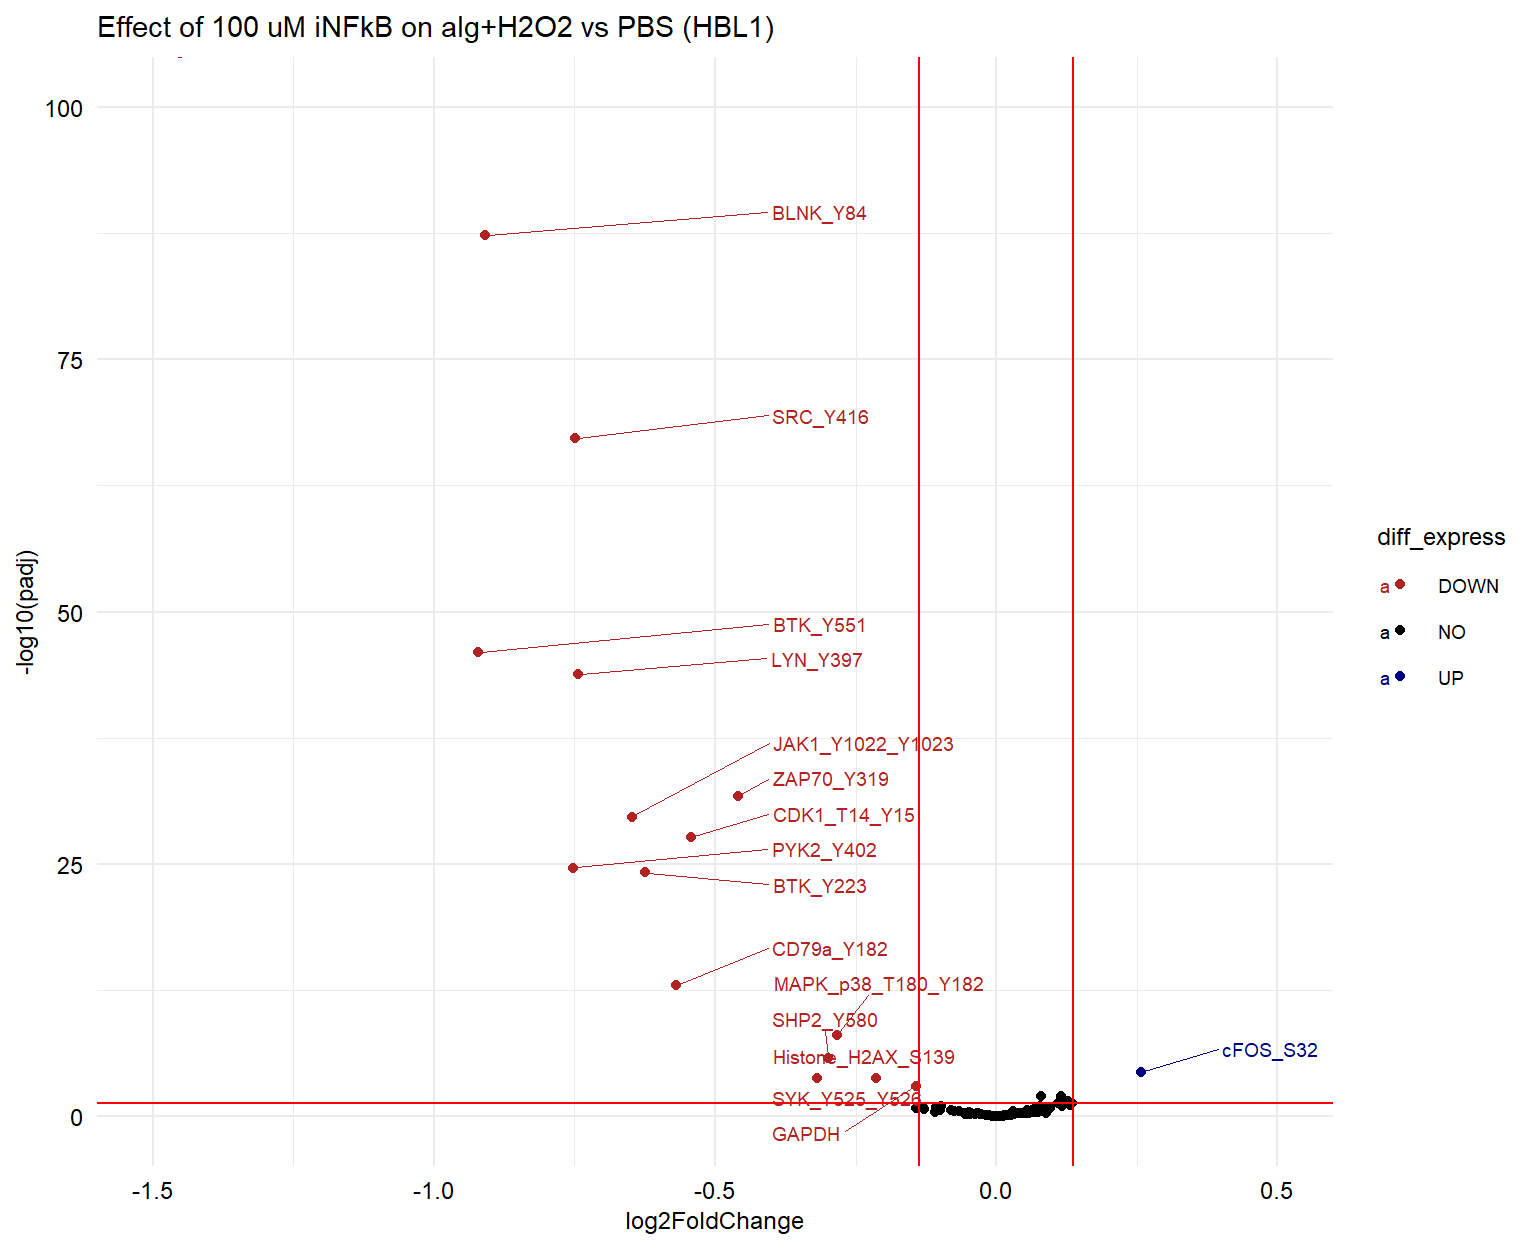 Effect of 100 uM iNFkB on alg+H2O2 vs PBS (HBL1)
100
75
50
25
0
-log10(padj)
BLNK_Y84
SRC_Y416
BTK_Y551
LYN_Y397
JAK1_Y1022_Y1023
ZAP70_Y319
CDK1_T14_Y15
PYK2_Y402
BTK_Y223
CD79a_Y182
MAPK_p38_T180_Y182
SHP2_Y580
Histone_H2AX_S139
cFOS_S32
SYK_Y525_Y526
GAPDH
-1.5
-1.0
-0.5
0.0
0.5
log2FoldChange
diff_express
a DOWN
a NO
a UP